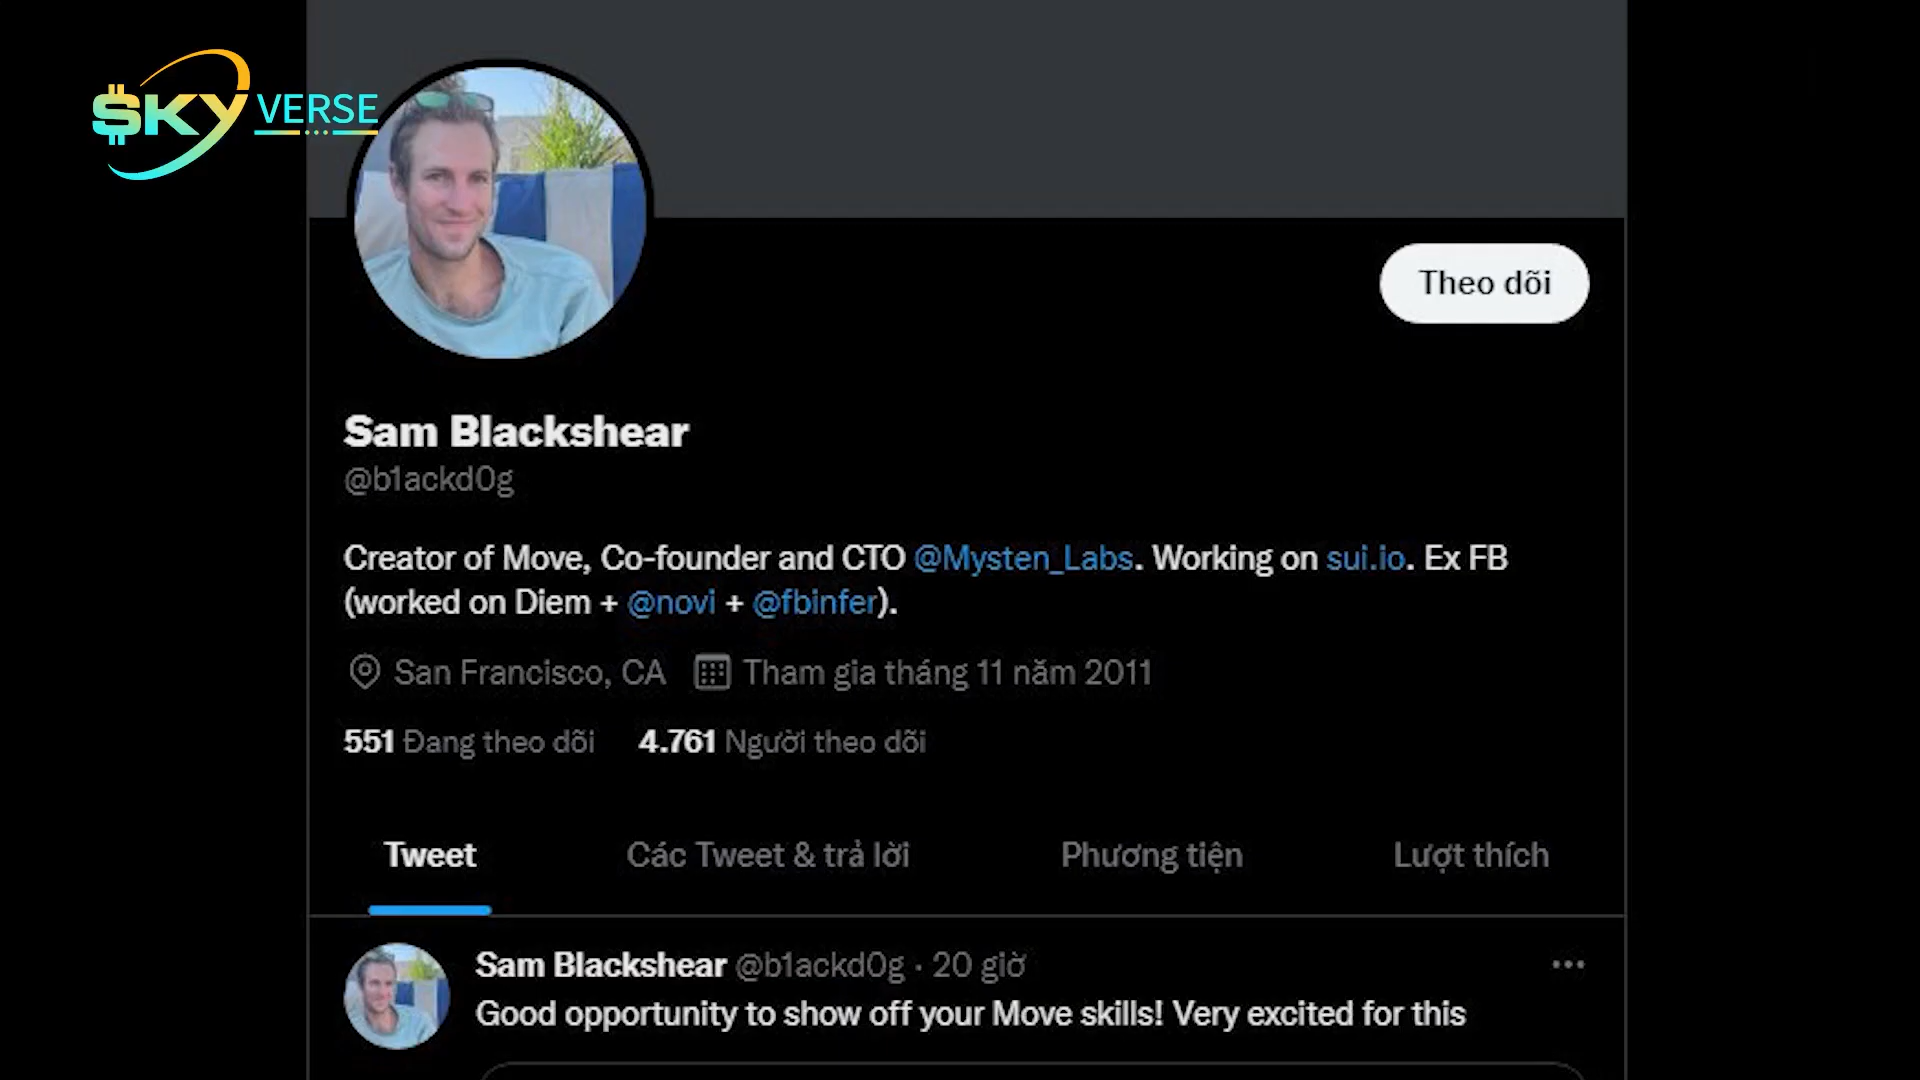 $KY VERSE
Theo dõi
Sam Blackshear
@b1ackd0g
Creator of Move, Co-founder and CTO @Mysten_Labs. Working on sui.io. Ex FB
(worked on Diem + @novi + @fbinfer).
San Francisco, CA Tham gia tháng 11 năm 2011
551 Đang theo dõi 4.761 Người theo dõi
Tweet Các Tweet & trả lời Phương tiện Lượt thích
Sam Blackshear @b1ackd0g · 20 giờ
Good opportunity to show off your Move skills! Very excited for this